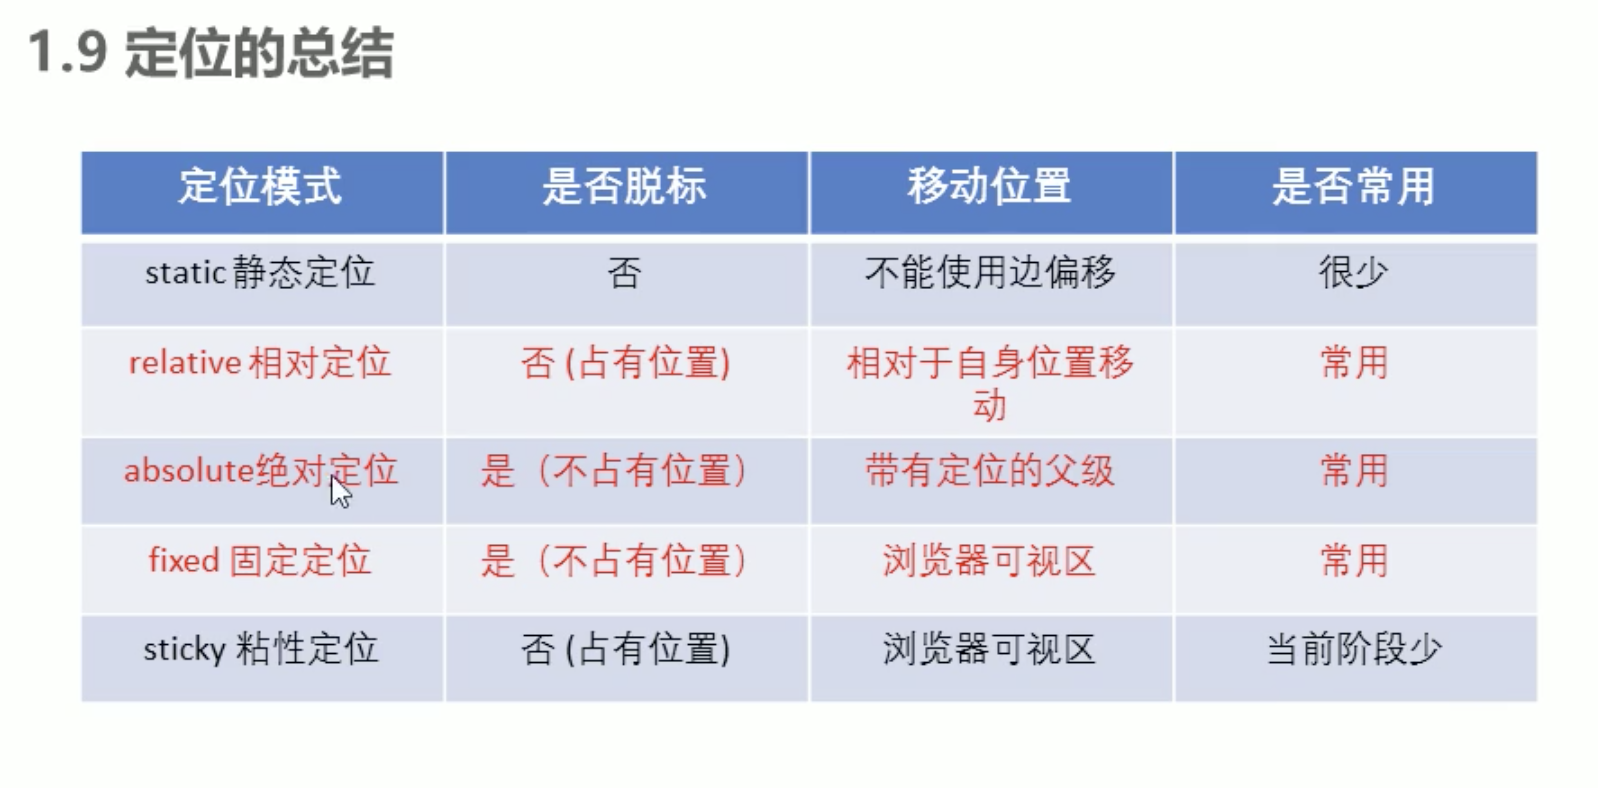 1.9 定位的总结
定位模式 是否脱标 移动位置 是否常用
static 静态定位 否 不能使用边偏移 很少
relative 相对定位 否 (占有位置) 相对于自身位置移 常用
动
absolute绝对定位 是（不占有位置） 带有定位的父级 常用
fixed 固定定位 是（不占有位置） 浏览器可视区 常用
sticky 粘性定位 否 (占有位置) 浏览器可视区 当前阶段少